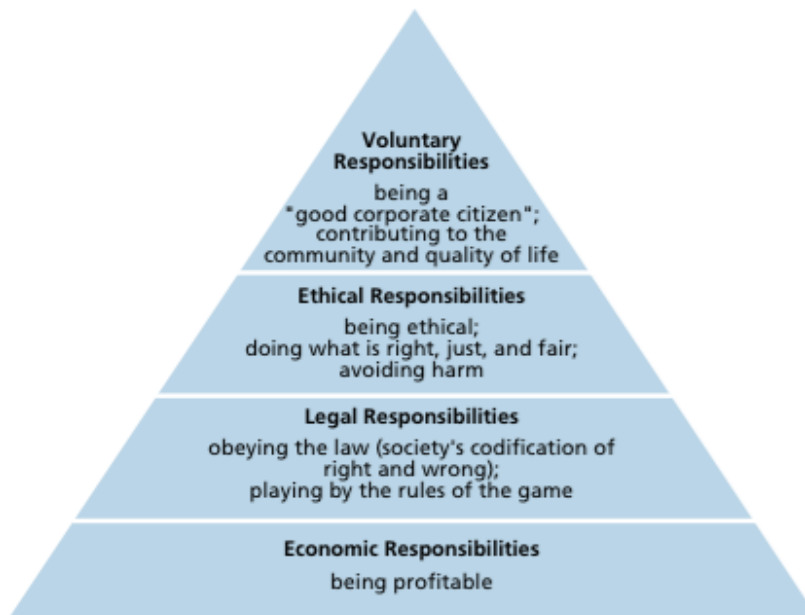 Voluntary
Responsibilities
being a
"good corporate citizen";
contributing to the
community and quality of life
Ethical Responsibilities
being ethical;
doing what is right, just, and fair;
avoiding harm
Legal Responsibilities
obeying the law (society's codification of
right and wrong);
playing by the rules of the game
Economic Responsibilities
being profitable